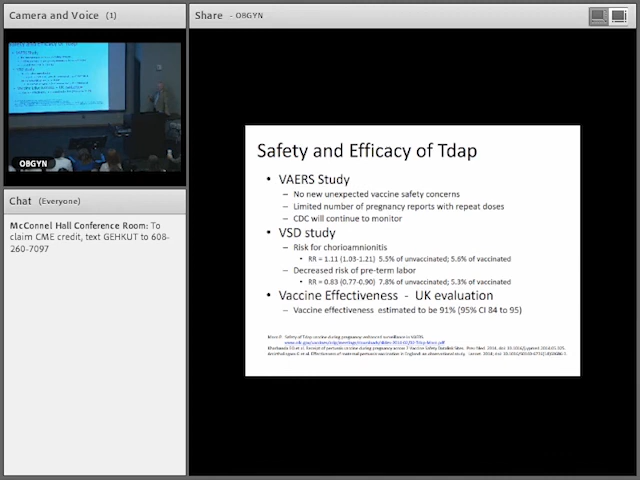 Camera and Voice (1)
OBGYN
Chat (Everyone)
McConnel Hall Conference Room: To
claim CME credit, text GEHKUT to 608-
260-7097
Share - OBGYN
Safety and Efficacy of Tdap
• VAERS Study
– No new unexpected vaccine safety concerns
– Limited number of pregnancy reports with repeat doses
– CDC will continue to monitor
• VSD study
– Risk for chorioamnionitis
• RR = 1.11 (1.03-1.21) 5.5% of unvaccinated; 5.6% of vaccinated
– Decreased risk of pre-term labor
• RR = 0.83 (0.77-0.90) 7.8% of unvaccinated; 5.3% of vaccinated
• Vaccine Effectiveness - UK evaluation
– Vaccine effectiveness estimated to be 91% (95% CI 84 to 95)